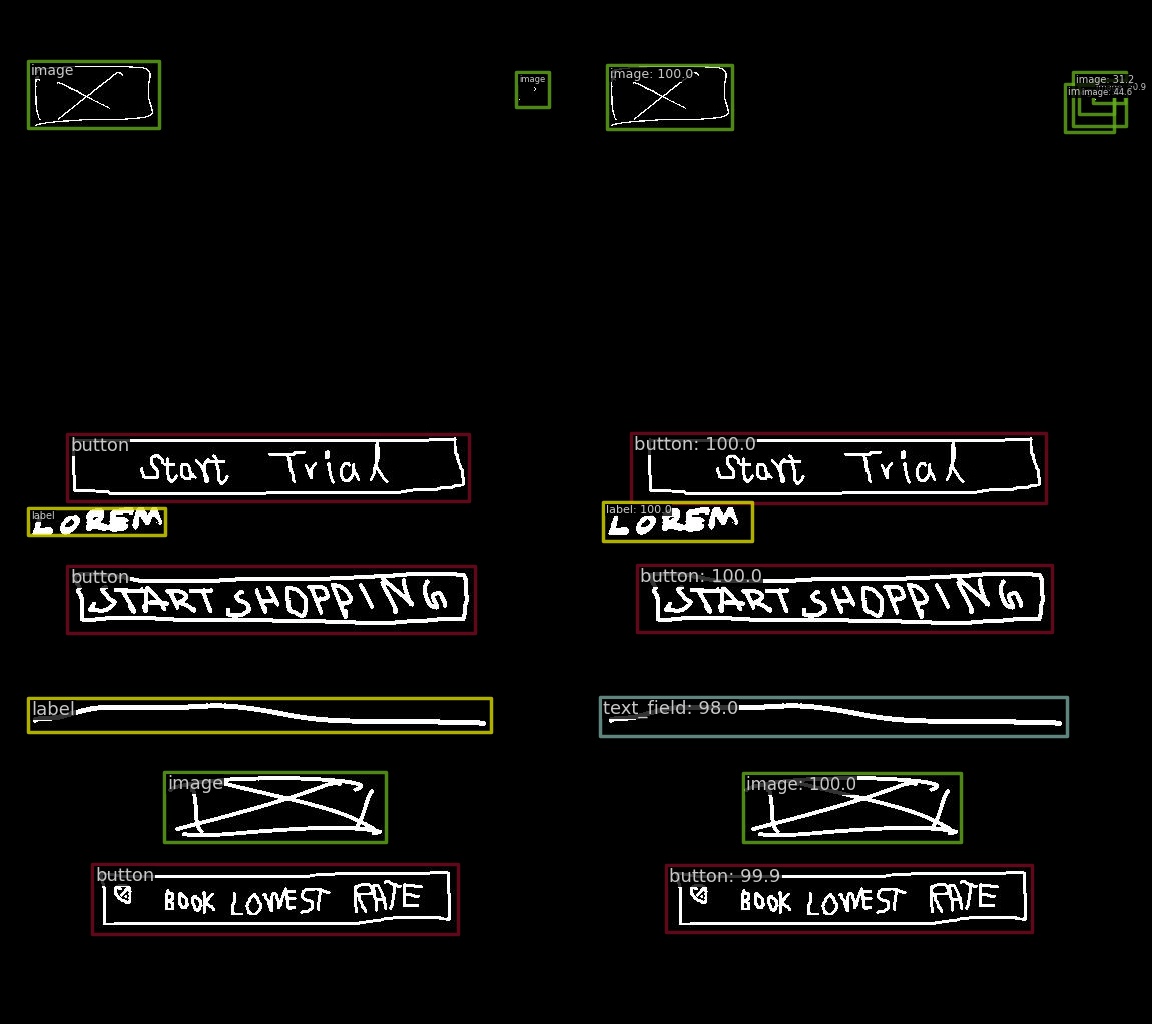 image image image: 100.0 image: 31.2
image: 44.6
button button: 100.0
Start Trial Start Trial
label label: 100.0
LOREM LOREM
button button: 100.0
START SHOPPING START SHOPPING
label text_field: 98.0
image image: 100.0
button button: 99.9
BOOK LOWEST RATE BOOK LOWEST RATE